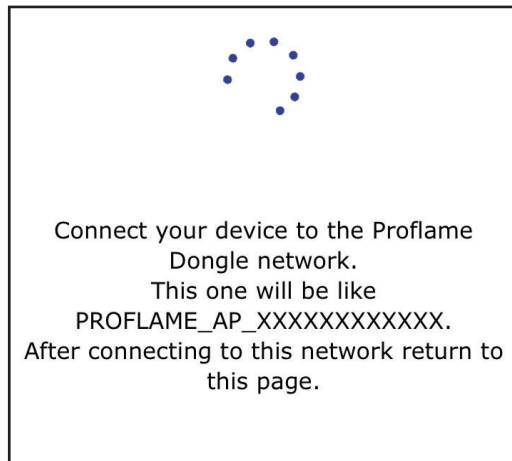 Connect your device to the Proflame
Dongle network.
This one will be like
PROFLAME_AP_XXXXXXXXXXXX.
After connecting to this network return to
this page.